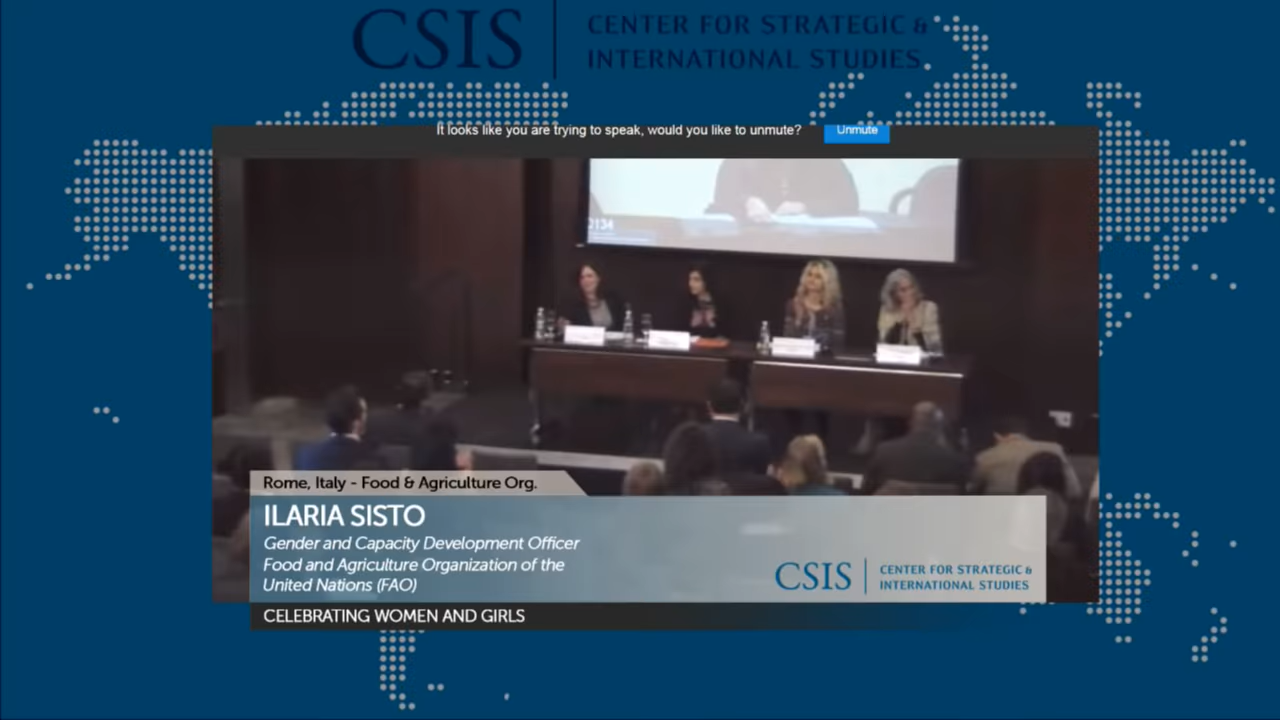 CSIS
CENTER FOR STRATEGIC &
INTERNATIONAL STUDIES
It looks like you are trying to speak, would you like to unmute?
Unmute
2134
Rome, Italy - Food & Agriculture Org.
ILARIA SISTO
Gender and Capacity Development Officer
Food and Agriculture Organization of the
United Nations (FAO)
CSIS
CENTER FOR STRATEGIC &
INTERNATIONAL STUDIES
CELEBRATING WOMEN AND GIRLS